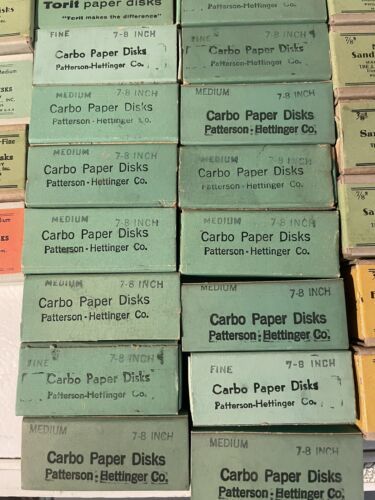 Torit paper disks
"Torit makes the difference"
FINE 7-8 INCH
Carbo Paper Disks
Patterson-Hettinger Co.
MEDIUM 7-8 INCH
Carbo Paper Disks
Patterson-Hettinger
MEDIUM 7-8 INCH
Carbo Paper Disks
Patterson-Hettinger Co.
MEDIUM 7-8 INCH
Carbo Paper Disks
Patterson-Hettinger Co.
MEDIUM 7-8 INCH
Carbo Paper Disks
Patterson-Hettinger Co.
FINE 7-8 INCH
Carbo Paper Disks
Patterson-Hettinger Co.
MEDIUM 7-8 INCH
Carbo Paper Disks
Patterson-Hettinger Co.
Carbo Paper Disks
Patterson-Hettinger Co.
MEDIUM 7-8 INCH
Carbo Paper Disks
Patterson-Hettinger Co.
MEDIUM 7-8 INCH
Carbo Paper Disks
Patterson-Hettinger Co.
MEDIUM 7-8 INCH
Carbo Paper Disks
Patterson-Hettinger Co.
MEDIUM 7-8 INCH
Carbo Paper Disks
Patterson-Hettinger Co.
FINE 7-8 INCH
Carbo Paper Disks
Patterson-Hettinger Co.
MEDIUM 7-8 INCH
Carbo Paper Disks
Patterson-Hettinger Co.
Medium
INC.
-Fine
7/8"
San
7/8"
7/8"